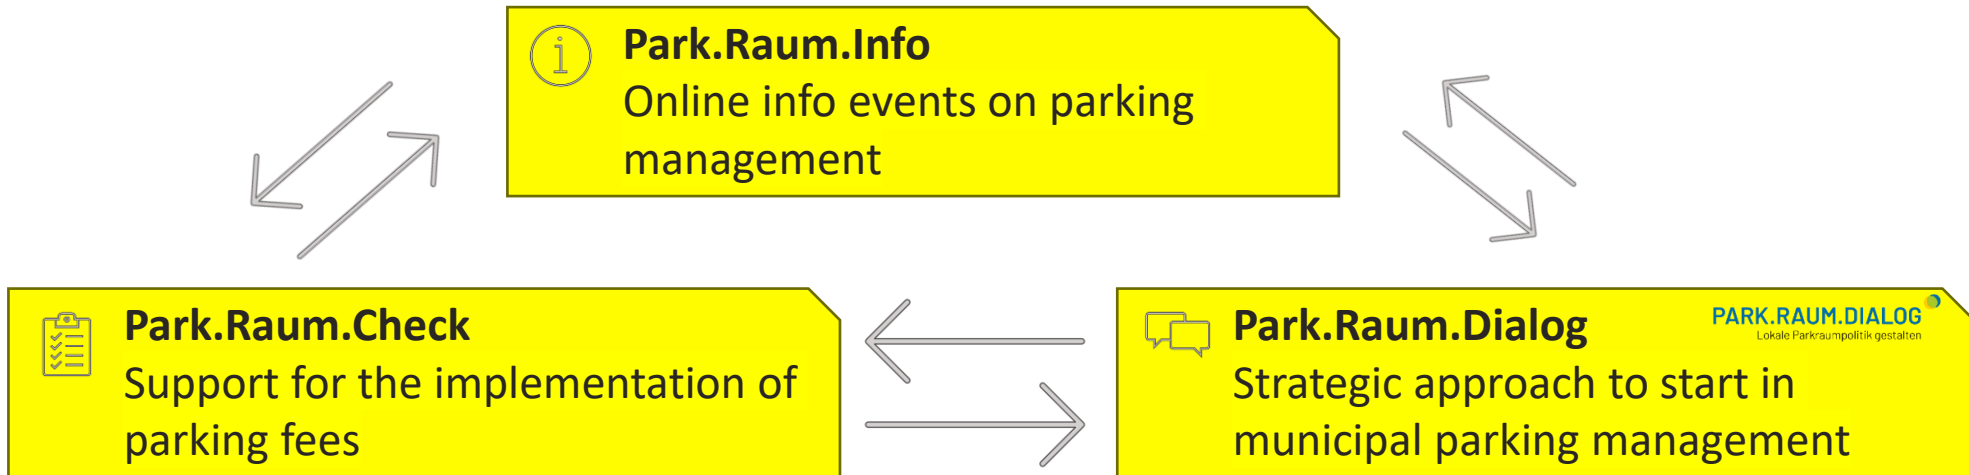 Park.Raum.Info
Online info events on parking
management
Park.Raum.Check
Support for the implementation of
parking fees
Park.Raum.Dialog
PARK.RAUM.DIALOG
Lokale Parkraumpolitik gestalten
Strategic approach to start in
municipal parking management